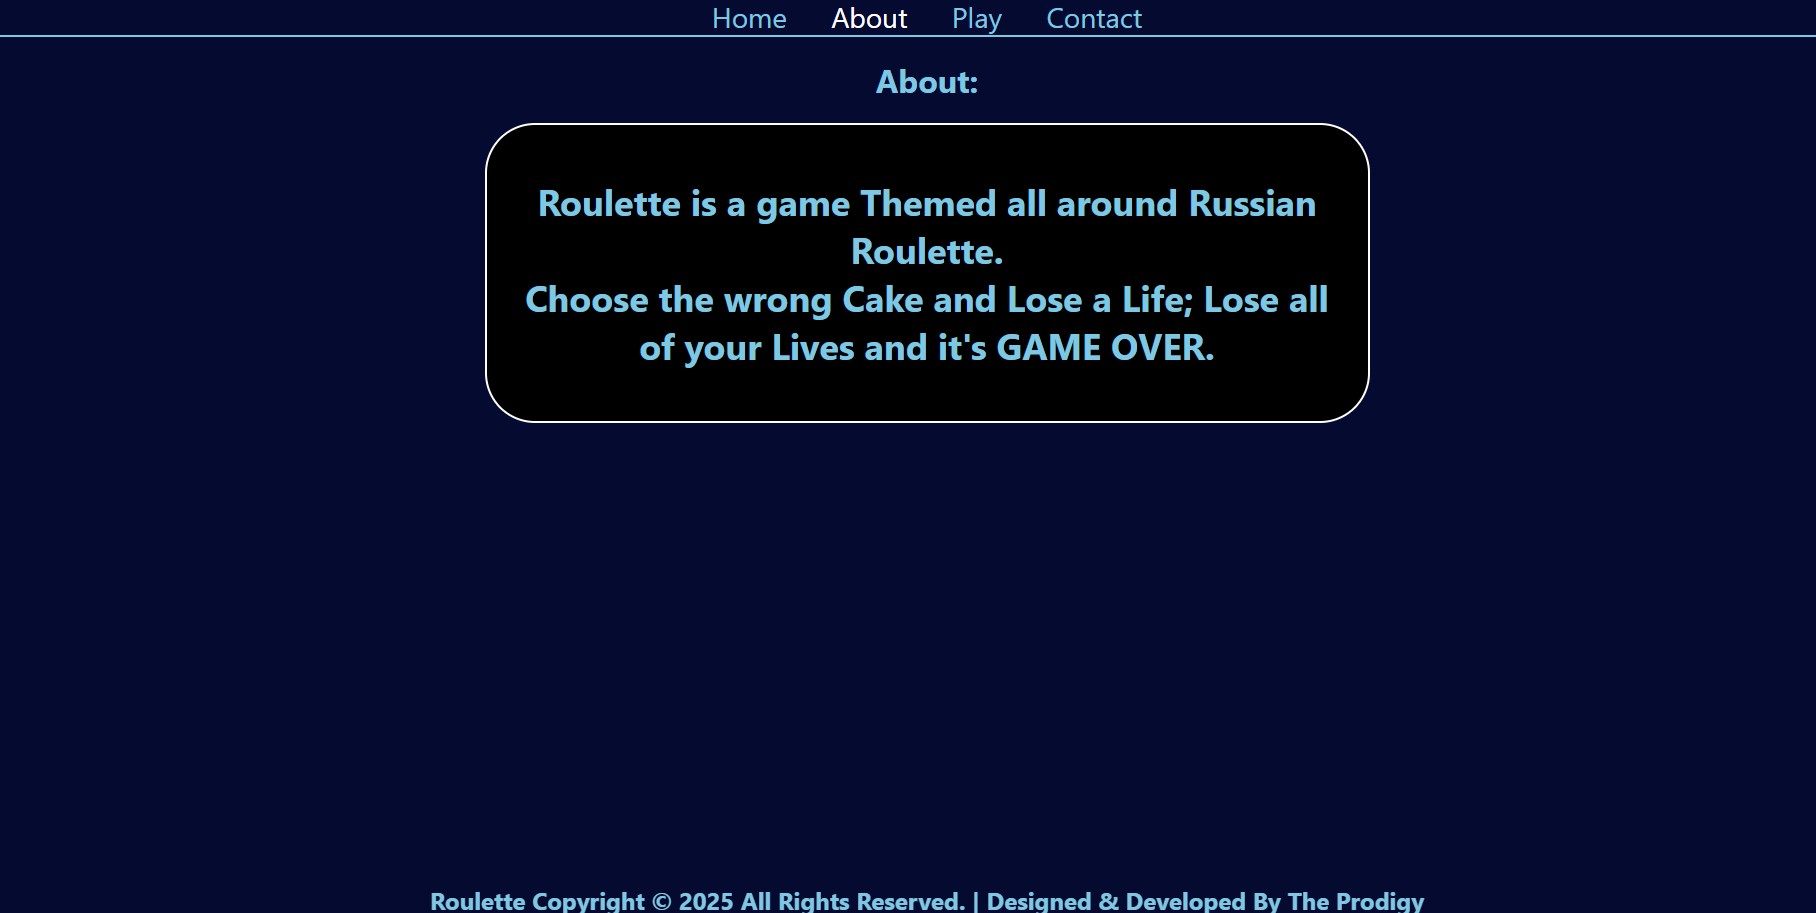 Home About Play Contact
About:
Roulette is a game Themed all around Russian
Roulette.
Choose the wrong Cake and Lose a Life; Lose all
of your Lives and it's GAME OVER.
Roulette Copyright © 2025 All Rights Reserved. | Designed & Developed By The Prodigy